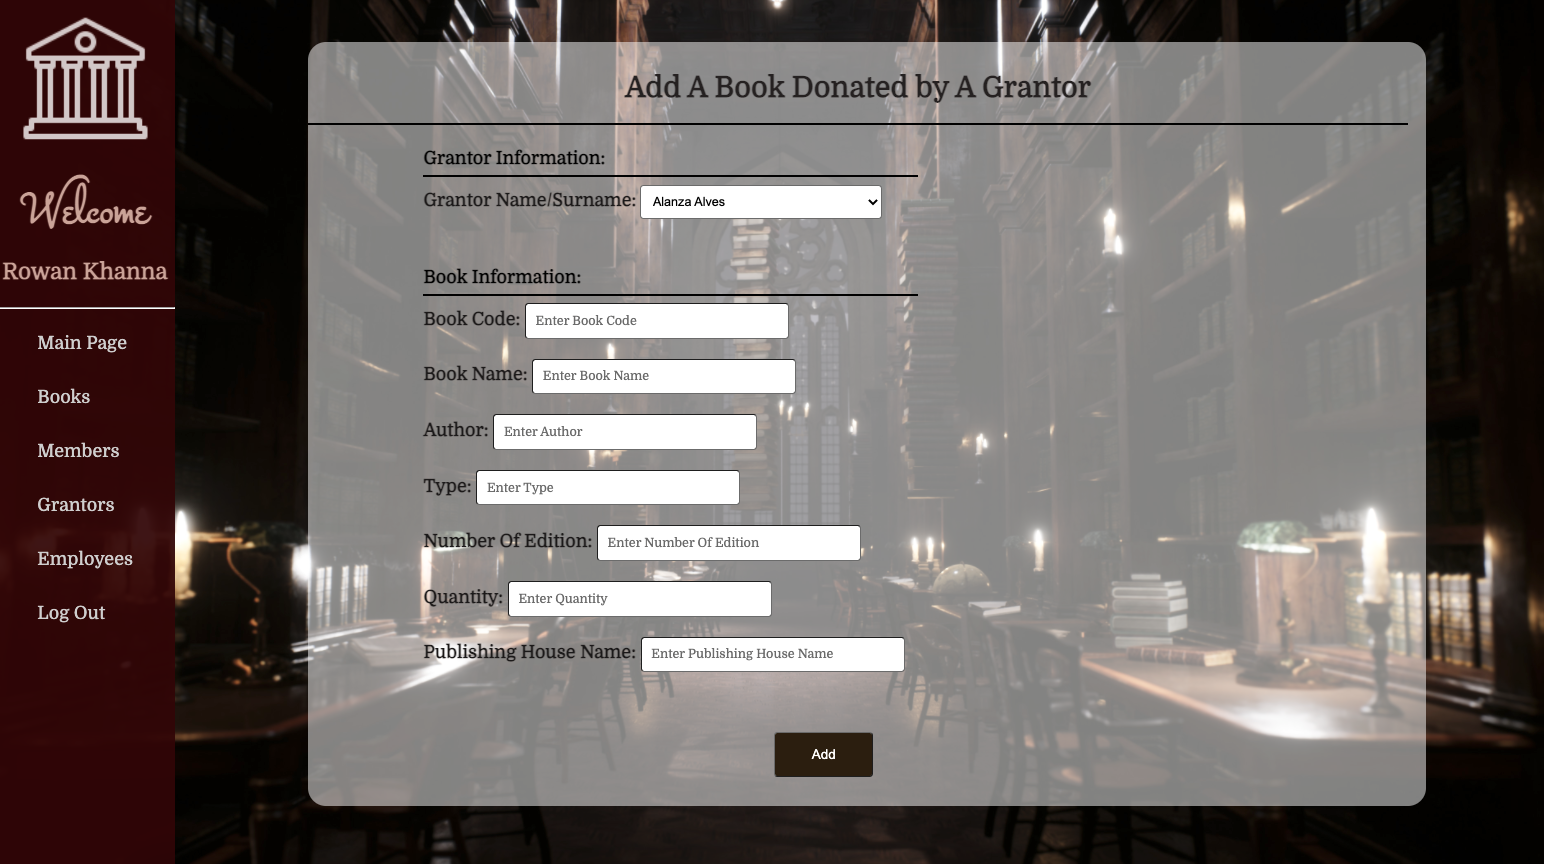 Welcome
Rowan Khanna
Main Page
Books
Members
Grantors
Employees
Log Out
Add A Book Donated by A Grantor
Grantor Information:
Grantor Name/Surname: Alanza Alves
Book Information:
Book Code: Enter Book Code
Book Name: Enter Book Name
Author: Enter Author
Type: Enter Type
Number Of Edition: Enter Number Of Edition
Quantity: Enter Quantity
Publishing House Name: Enter Publishing House Name
Add